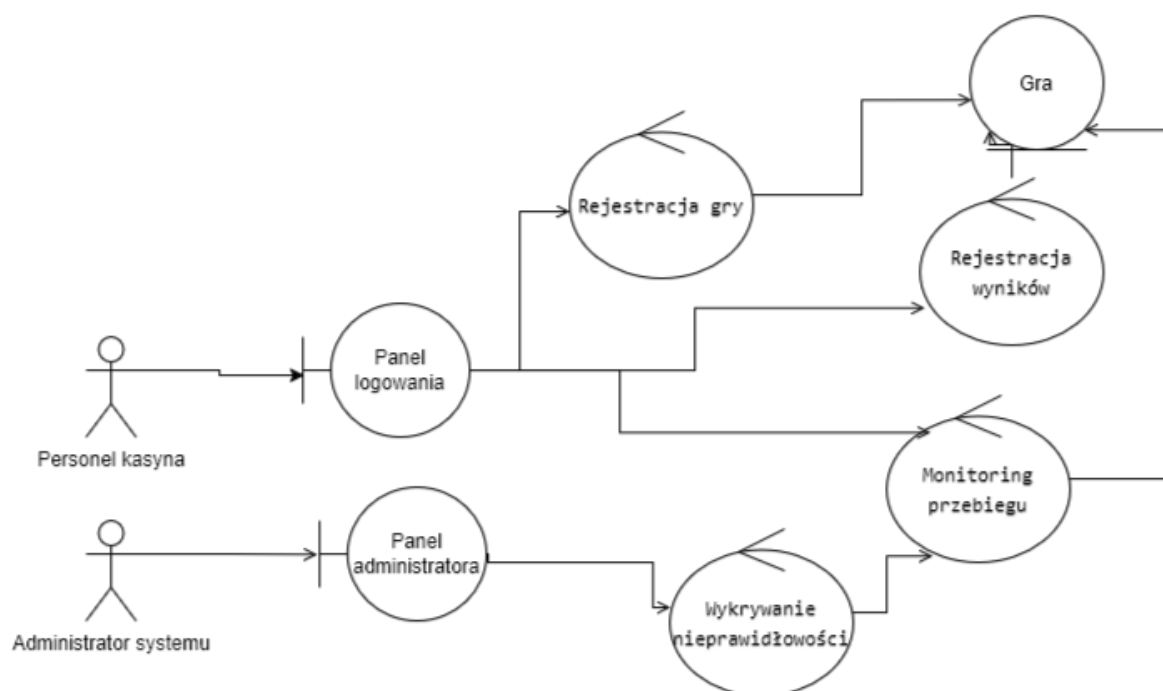 Gra
Rejestracja gry
Rejestracja
wyników
Panel
logowania
Personel kasyna
Monitoring
przebiegu
Panel
administratora
Wykrywanie
nieprawidłowości
Administrator systemu